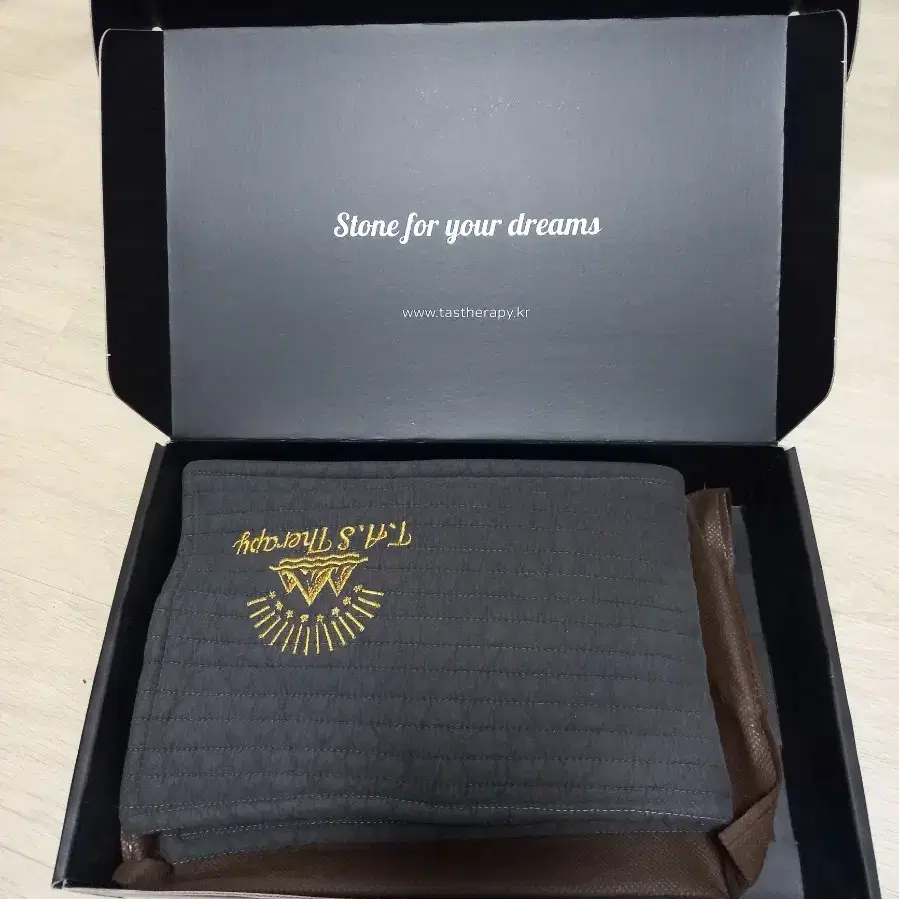 Stone for your dreams
www.tastherapy.kr
T.A.S Therapy